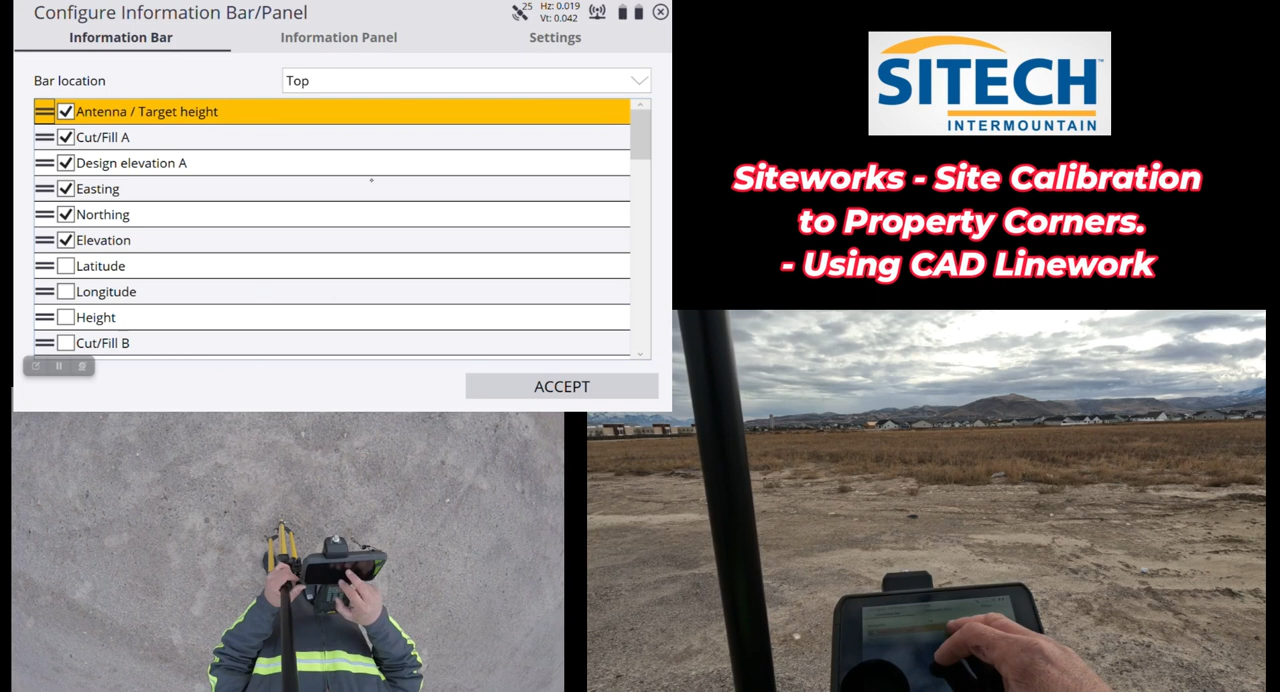 Configure Information Bar/Panel
25
Hz: 0.019
Vt: 0.042
Information Bar
Information Panel
Settings
Bar location
Top
Antenna / Target height
Cut/Fill A
Design elevation A
Easting
Northing
Elevation
Latitude
Longitude
Height
Cut/Fill B
ACCEPT
SITECH™
INTERMOUNTAIN
Siteworks - Site Calibration
to Property Corners.
- Using CAD Linework